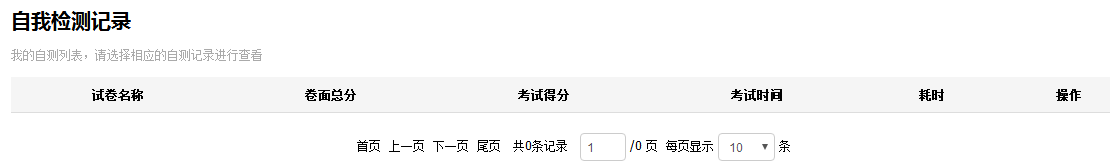 自我检测记录
我的自测列表，请选择相应的自测记录进行查看
试卷名称 卷面总分 考试得分 考试时间 耗时 操作
首页 上一页 下一页 尾页 共0条记录 1 /0 页 每页显示 10 条